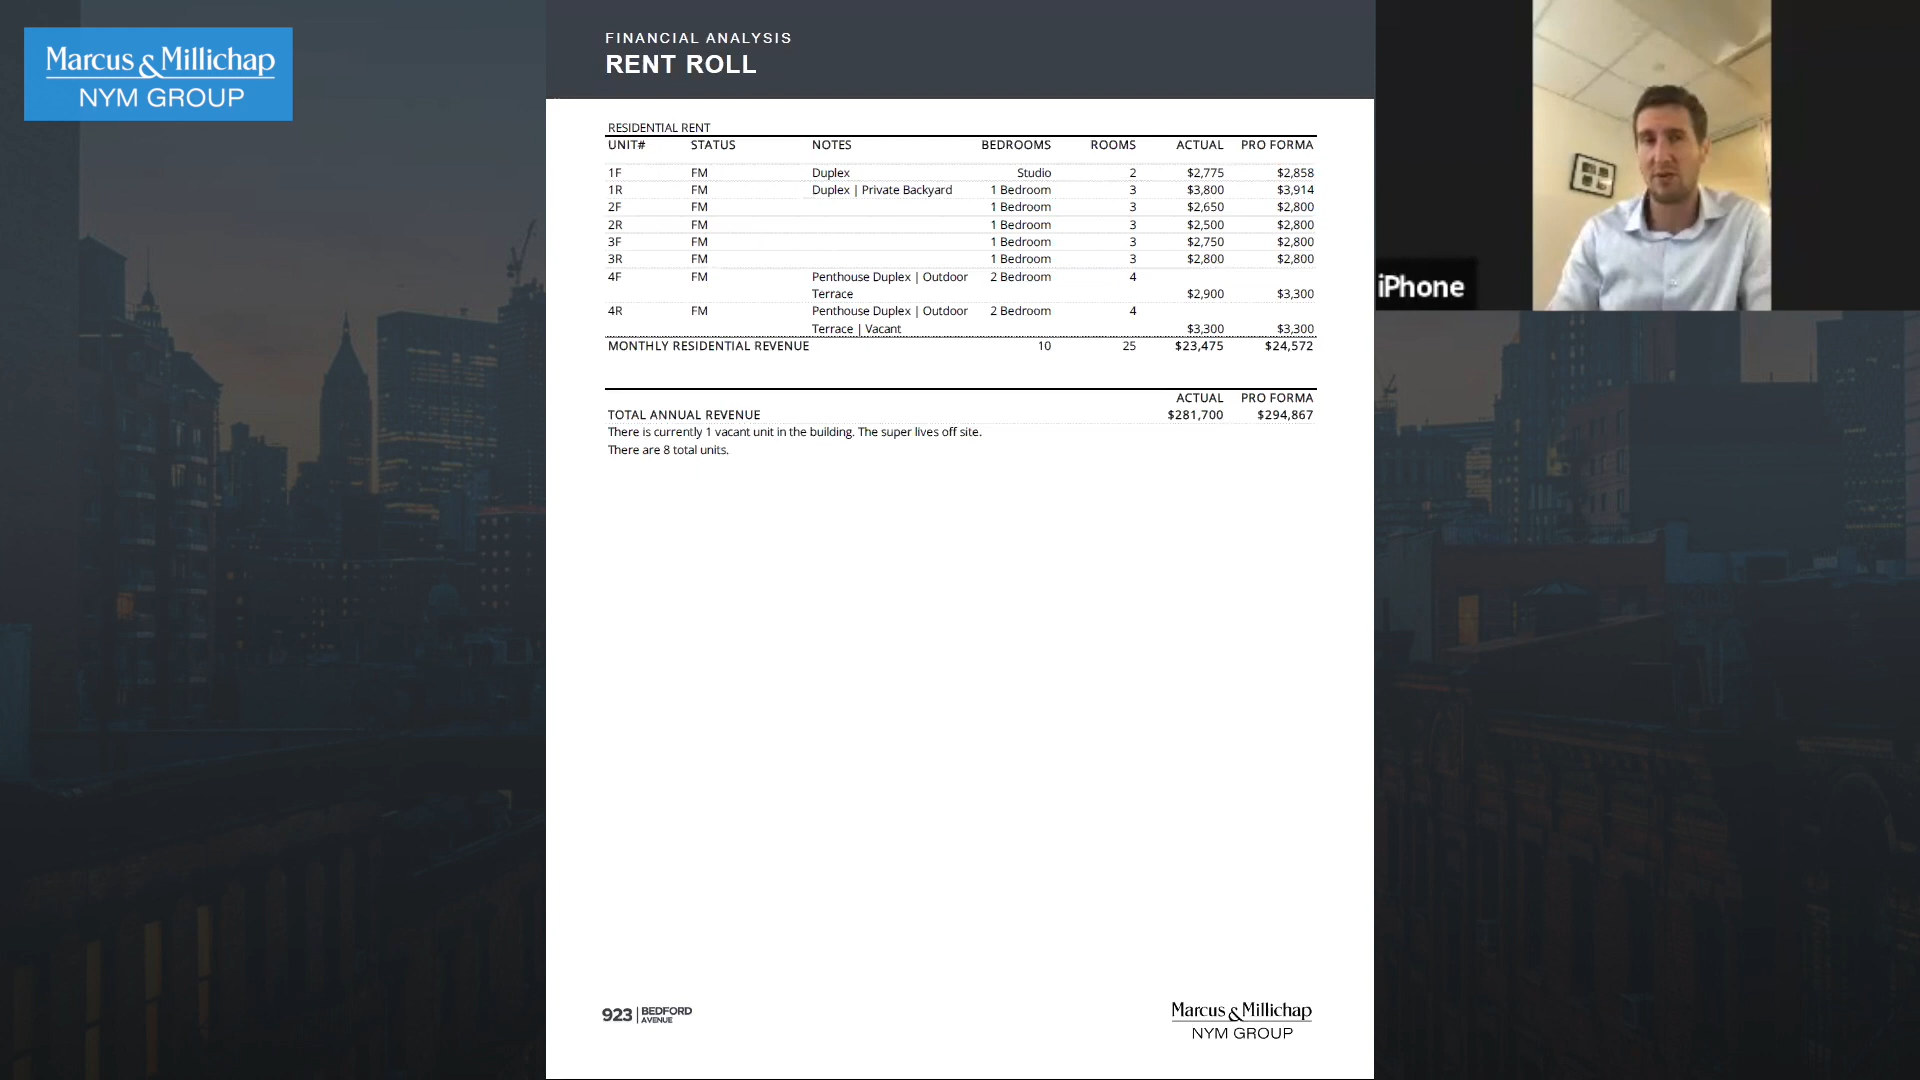 Marcus & Millichap
NYM GROUP
FINANCIAL ANALYSIS
RENT ROLL
RESIDENTIAL RENT
UNIT# STATUS NOTES BEDROOMS ROOMS ACTUAL PRO FORMA
1F FM Duplex Studio 2 $2,775 $2,858
1R FM Duplex | Private Backyard 1 Bedroom 3 $3,800 $3,914
2F FM 1 Bedroom 3 $2,650 $2,800
2R FM 1 Bedroom 3 $2,500 $2,800
3F FM 1 Bedroom 3 $2,750 $2,800
3R FM 1 Bedroom 3 $2,800 $2,800
4F FM Penthouse Duplex | Outdoor 2 Bedroom 4
Terrace $2,900 $3,300
4R FM Penthouse Duplex | Outdoor 2 Bedroom 4
Terrace | Vacant $3,300 $3,300
MONTHLY RESIDENTIAL REVENUE 10 25 $23,475 $24,572
ACTUAL PRO FORMA
TOTAL ANNUAL REVENUE $281,700 $294,867
There is currently 1 vacant unit in the building. The super lives off site.
There are 8 total units.
iPhone
923 | BEDFORD
AVENUE
Marcus & Millichap
NYM GROUP